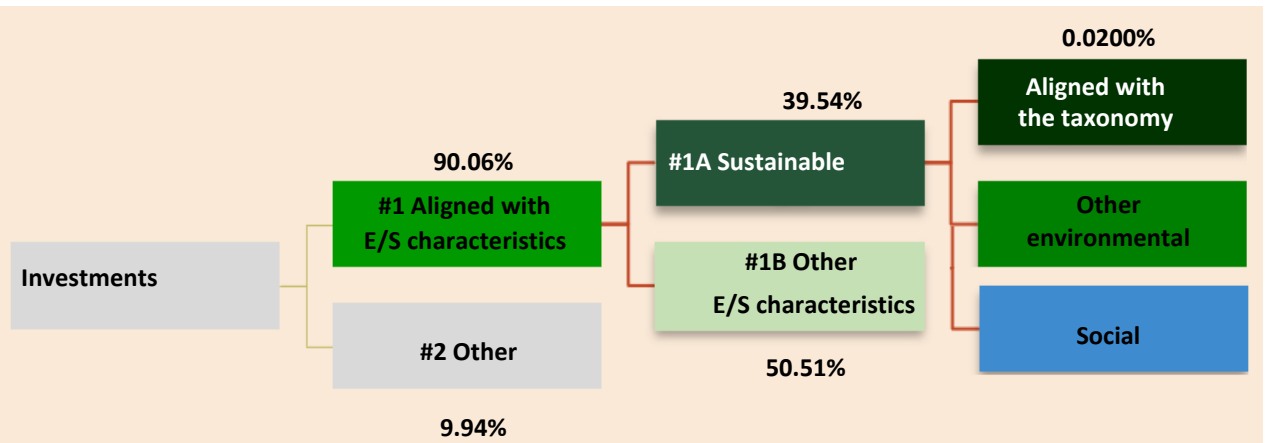 0.0200%
Aligned with
the taxonomy
39.54%
#1A Sustainable
90.06%
#1 Aligned with
E/S characteristics
Other
environmental
#1B Other
E/S characteristics
Investments
Social
#2 Other
50.51%
9.94%